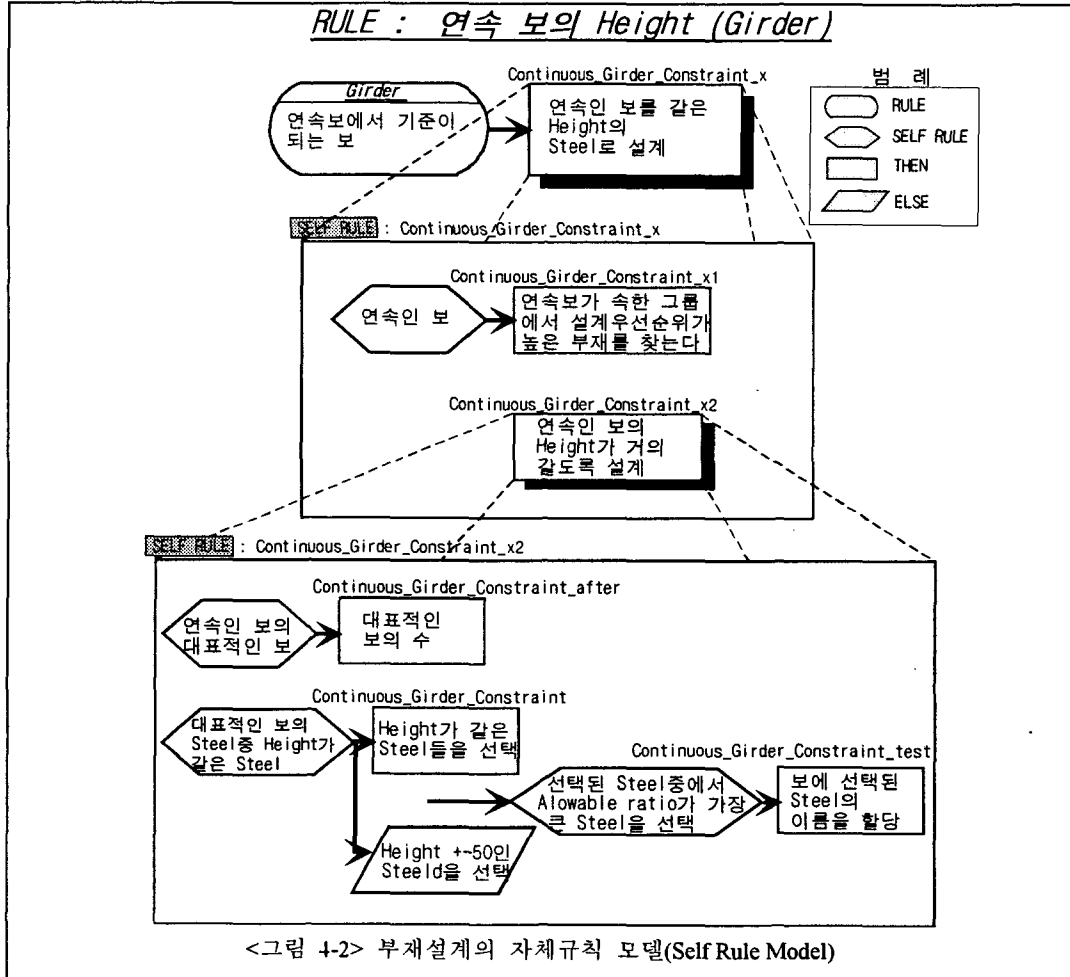 RULE : 연속 보의 Height (Girder)
Continuous_Girder_Constraint_x
Girder
연속보에서 기준이
되는 보
연속인 보를 같은
Height의
Steel로 설계
범 례
RULE
SELF RULE
THEN
ELSE
SELF RULE : Continuous_Girder_Constraint_x
Continuous_Girder_Constraint_x1
연속인 보
연속보가 속한 그룹
에서 설계우선순위가
높은 부재를 찾는다
Continuous_Girder_Constraint_x2
연속인 보의
Height가 거의
같도록 설계
SELF RULE : Continuous_Girder_Constraint_x2
Continuous_Girder_Constraint_after
연속인 보의
대표적인 보
대표적인
보의 수
Continuous_Girder_Constraint
대표적인 보의
Steel중 Height가
같은 Steel
Height가 같은
Steel들을 선택
Continuous_Girder_Constraint_test
선택된 Steel중에서
Alowable ratio가 가장
큰 Steel을 선택
보에 선택된
Steel의
이름을 할당
Height +-50인
Steeld을 선택
<그림 4-2> 부재설계의 자체규칙 모델(Self Rule Model)